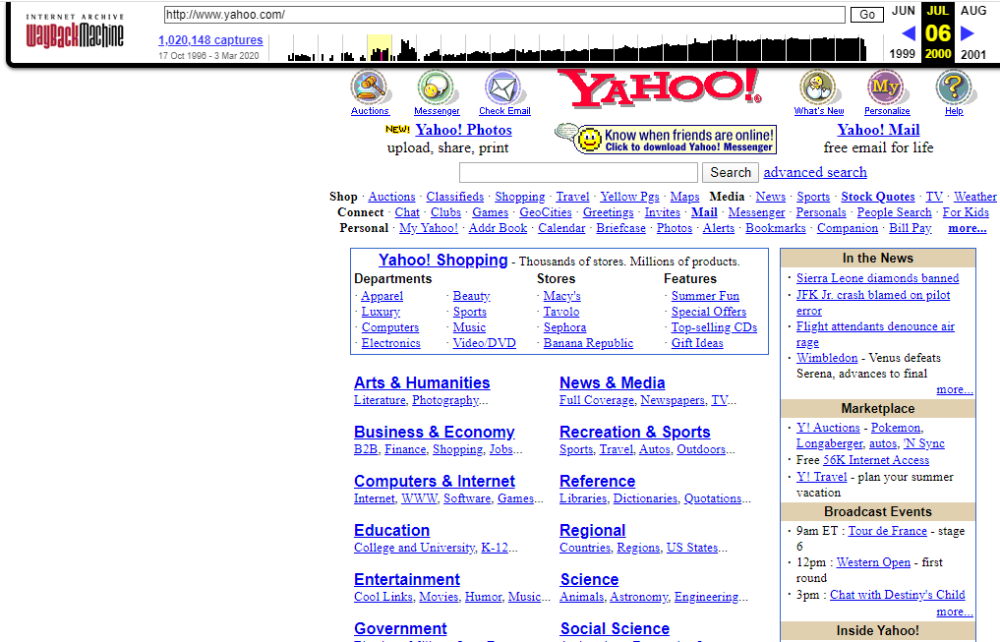 INTERNET ARCHIVE
WayBackMachine
http://www.yahoo.com/
Go
JUN JUL AUG
1,020,148 captures
06
17 Oct 1996 - 3 Mar 2020
1999 2000 2001
YAHOO!
Auctions Messenger Check Email What's New Personalize Help
My
?
NEW! Yahoo! Photos
upload, share, print
Know when friends are online!
Click to download Yahoo! Messenger
Yahoo! Mail
free email for life
Search advanced search
Shop · Auctions · Classifieds · Shopping · Travel · Yellow Pgs · Maps Media · News · Sports · Stock Quotes · TV · Weather
Connect · Chat · Clubs · Games · GeoCities · Greetings · Invites · Mail · Messenger · Personals · People Search · For Kids
Personal · My Yahoo! · Addr Book · Calendar · Briefcase · Photos · Alerts · Bookmarks · Companion · Bill Pay more...
Yahoo! Shopping - Thousands of stores. Millions of products.
Departments Stores Features
· Apparel · Beauty · Macy's · Summer Fun
· Luxury · Sports · Tavolo · Special Offers
· Computers · Music · Sephora · Top-selling CDs
· Electronics · Video/DVD · Banana Republic · Gift Ideas
Arts & Humanities
Literature, Photography...
News & Media
Full Coverage, Newspapers, TV...
Business & Economy
B2B, Finance, Shopping, Jobs...
Recreation & Sports
Sports, Travel, Autos, Outdoors...
Computers & Internet
Internet, WWW, Software, Games...
Reference
Libraries, Dictionaries, Quotations...
Education
College and University, K-12...
Regional
Countries, Regions, US States...
Entertainment
Cool Links, Movies, Humor, Music...
Science
Animals, Astronomy, Engineering...
Government
Social Science
In the News
· Sierra Leone diamonds banned
· JFK Jr. crash blamed on pilot
error
· Flight attendants denounce air
rage
· Wimbledon - Venus defeats
Serena, advances to final
more...
Marketplace
· Y! Auctions - Pokemon,
Longaberger, autos, 'N Sync
· Free 56K Internet Access
· Y! Travel - plan your summer
vacation
Broadcast Events
· 9am ET : Tour de France - stage
6
· 12pm : Western Open - first
round
· 3pm : Chat with Destiny's Child
more...
Inside Yahoo!